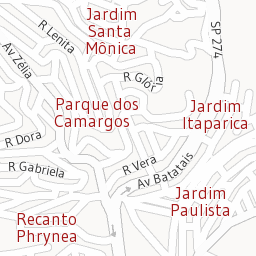 Jardim
Santa
Mônica
R Lenita
Av Zélia
R Glória
SP 274
Parque dos
Camargos
Jardim
Itaparica
R Dora
R Gabriela
R Vera
Av Batatais
Jardim
Paulista
Recanto
Phrynea